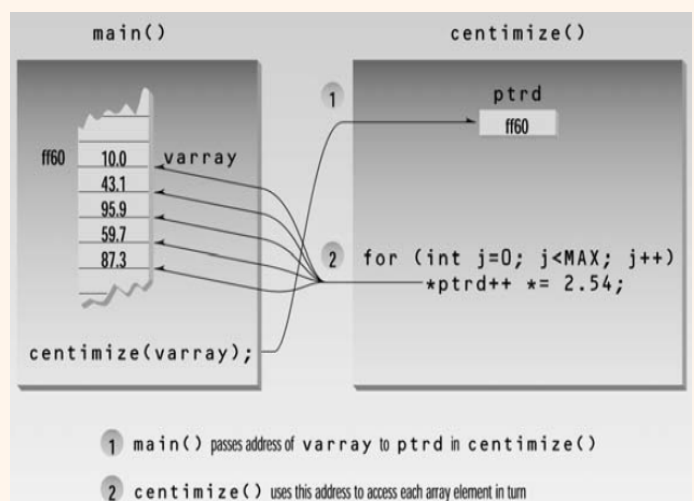 main()
centimize()
1
ptrd
ff60
ff60 10.0 varray
43.1
95.9
59.7
87.3
2 for (int j=0; j<MAX; j++)
*ptrd++ *= 2.54;
centimize(varray);
1 main() passes address of varray to ptrd in centimize()
2 centimize() uses this address to access each array element in turn